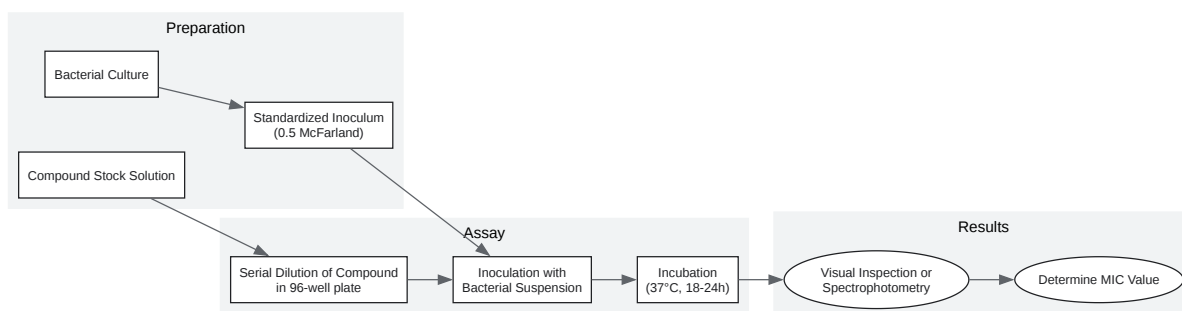 Preparation
Bacterial Culture
Standardized Inoculum
(0.5 McFarland)
Compound Stock Solution
Assay
Serial Dilution of Compound
in 96-well plate
Inoculation with
Bacterial Suspension
Incubation
(37°C, 18-24h)
Results
Visual Inspection or
Spectrophotometry
Determine MIC Value